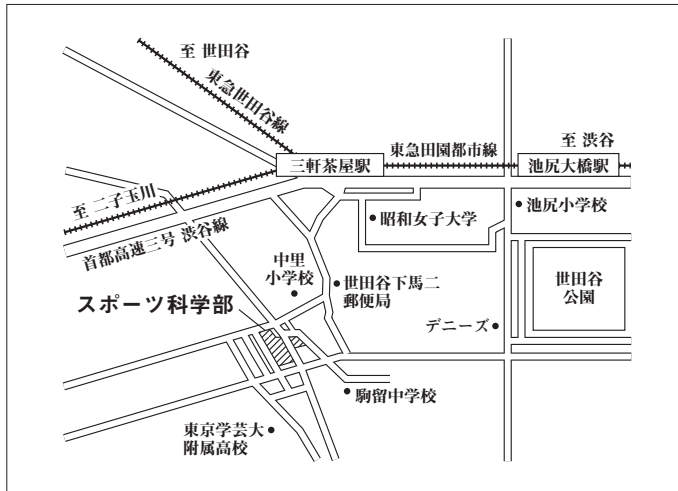 至 世田谷
東急世田谷線
三軒茶屋駅
東急田園都市線
至 渋谷
池尻大橋駅
至 二子玉川
首都高速三号 渋谷線
昭和女子大学
池尻小学校
中里
小学校
世田谷下馬二
郵便局
世田谷
公園
スポーツ科学部
デニーズ
駒留中学校
東京学芸大
附属高校